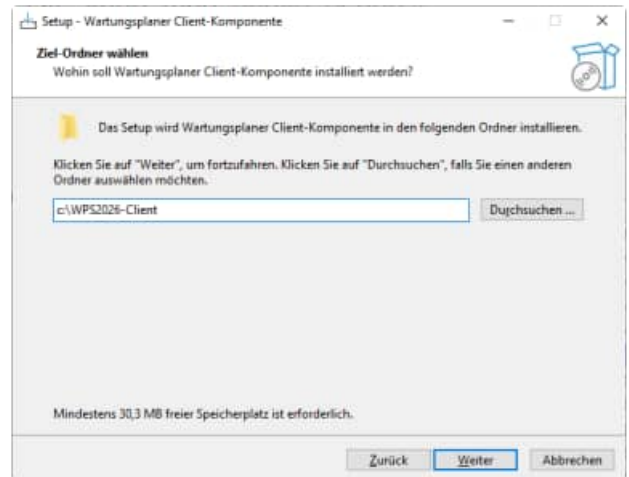 Setup - Wartungsplaner Client-Komponente
Ziel-Ordner wählen
Wohin soll Wartungsplaner Client-Komponente installiert werden?
Das Setup wird Wartungsplaner Client-Komponente in den folgenden Ordner installieren.
Klicken Sie auf "Weiter", um fortzufahren. Klicken Sie auf "Durchsuchen", falls Sie einen anderen
Ordner auswählen möchten.
c:\WPS2026-Client
Durchsuchen ...
Mindestens 30,3 MB freier Speicherplatz ist erforderlich.
Zurück Weiter Abbrechen